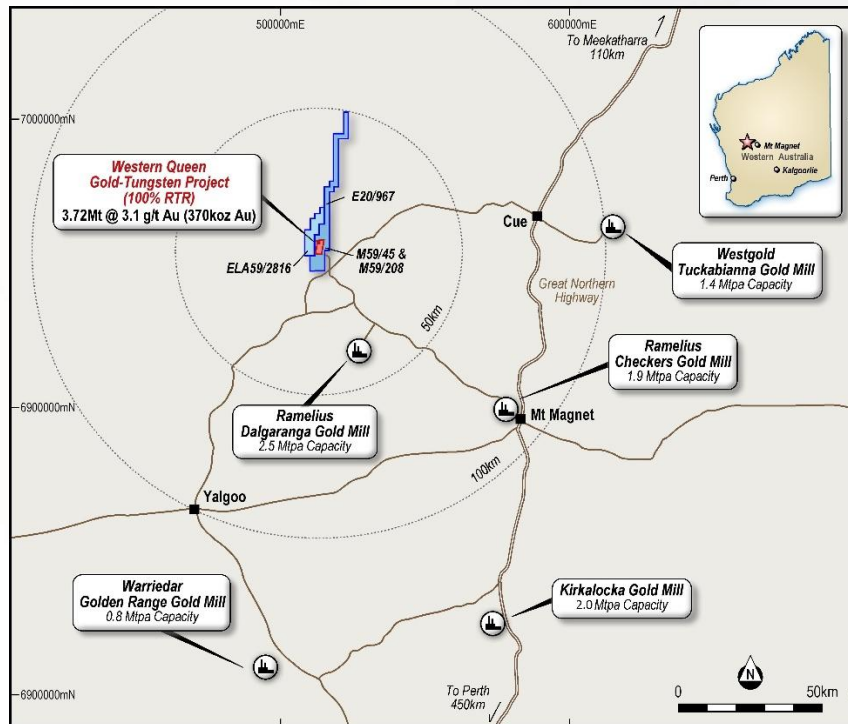 500000mE
600000mE
To Meekatharra
110km
7000000mN
Mt Magnet
Western Australia
Perth
Kalgoorlie
Western Queen
Gold-Tungsten Project
(100% RTR)
3.72Mt @ 3.1 g/t Au (370koz Au)
E20/967
Cue
M59/45 &
M59/208
ELA59/2816
Westgold
Tuckabianna Gold Mill
1.4 Mtpa Capacity
Great Northern
Highway
50km
Ramelius
Checkers Gold Mill
1.9 Mtpa Capacity
6900000mN
Ramelius
Dalgaranga Gold Mill
2.5 Mtpa Capacity
Mt Magnet
100km
Yalgoo
Warriedar
Golden Range Gold Mill
0.8 Mtpa Capacity
Kirkalocka Gold Mill
2.0 Mtpa Capacity
N
6900000mN
To Perth
450km
0
50km